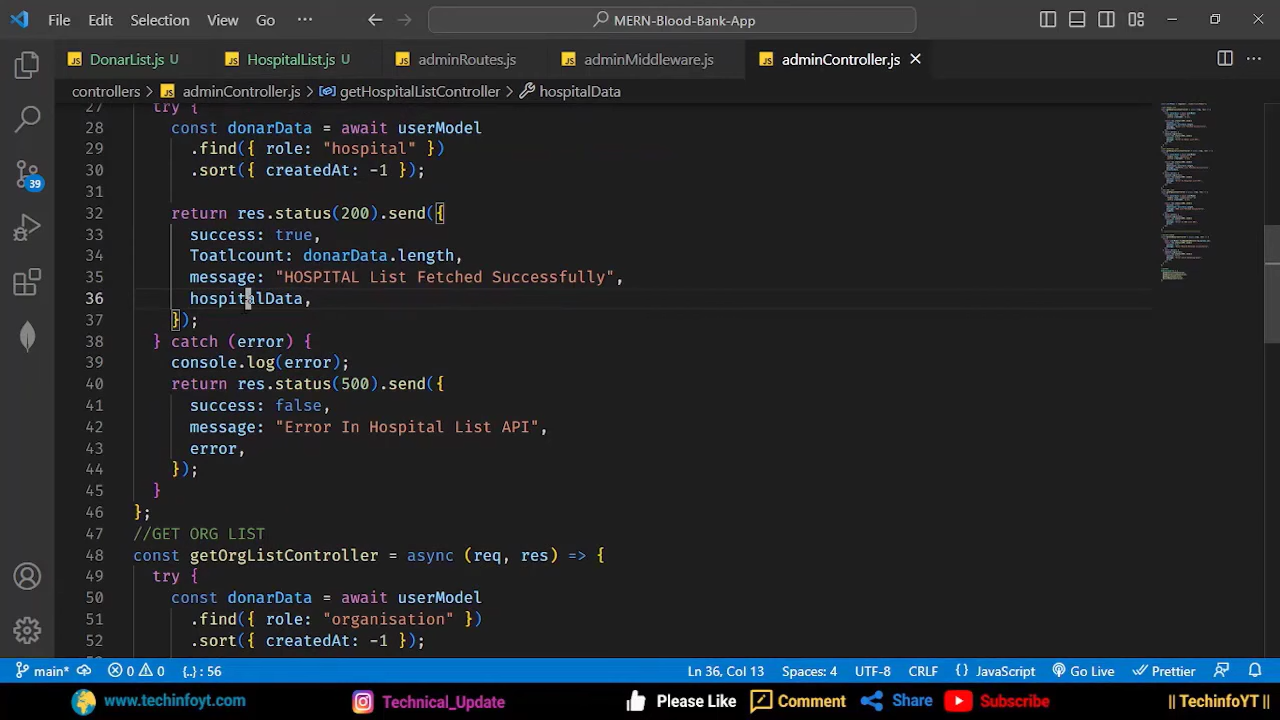 File Edit Selection View Go ··· MERN-Blood-Bank-App
DonarList.js U HospitalList.js U adminRoutes.js adminMiddleware.js adminController.js
controllers > adminController.js > getHospitalListController > hospitalData
27 try {
28 const donarData = await userModel
29 .find({ role: "hospital" })
30 .sort({ createdAt: -1 });
31
32 return res.status(200).send({
33 success: true,
34 Toatlcount: donarData.length,
35 message: "HOSPITAL List Fetched Successfully",
36 hospitalData,
37 });
38 } catch (error) {
39 console.log(error);
40 return res.status(500).send({
41 success: false,
42 message: "Error In Hospital List API",
43 error,
44 });
45 }
46 };
47 //GET ORG LIST
48 const getOrgListController = async (req, res) => {
49 try {
50 const donarData = await userModel
51 .find({ role: "organisation" })
52 .sort({ createdAt: -1 });
39
main* 0 0 {..} : 56 Ln 36, Col 13 Spaces: 4 UTF-8 CRLF {} JavaScript Go Live Prettier
www.techinfoyt.com Technical_Update Please Like Comment Share Subscribe || TechinfoYT ||